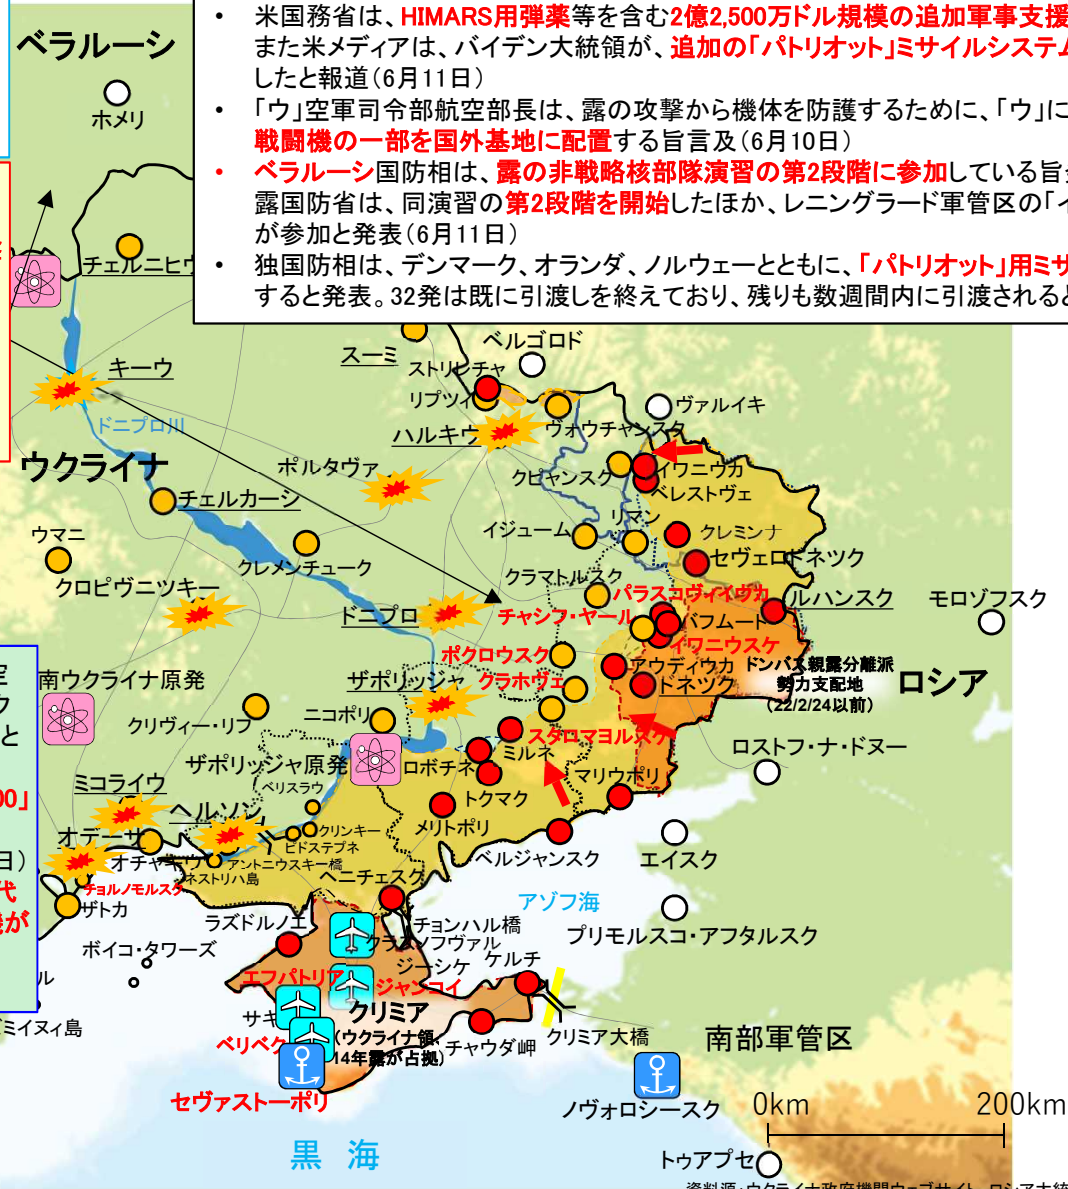 • 米国務省は、HIMARS用弾薬等を含む2億2,500万ドル規模の追加軍事支援
また米メディアは、バイデン大統領が、追加の「パトリオット」ミサイルシステム
したと報道(6月11日)
• 「ウ」空軍司令部航空部長は、露の攻撃から機体を防護するために、「ウ」に
戦闘機の一部を国外基地に配置する旨言及(6月10日)
• ベラルーシ国防相は、露の非戦略核部隊演習の第2段階に参加している旨
露国防省は、同演習の第2段階を開始したほか、レニングラード軍管区の「イ
が参加と発表(6月11日)
• 独国防相は、デンマーク、オランダ、ノルウェーとともに、「パトリオット」用ミサ
すると発表。32発は既に引渡しを終えており、残りも数週間内に引渡されると
ベラルーシ
ホメリ
チェルニヒウ
キーウ
ドニプロ川
ウクライナ
スーミ
ベルゴロド
ストリレチャ
リプツィ
ヴァルイキ
ヴォウチャンスク
ハルキウ
ポルタヴァ
クピャンスク
イワニウカ
ベレストヴェ
チェルカーシ
ウマニ
クレメンチューク
イジューム
リマン
クレミンナ
セヴェロドネツク
クロピヴニツキー
クラマトルスク
パラスコヴィイウカ
ルハンスク
モロゾフスク
ドニプロ
チャシフ・ヤール
バフムート
イワニウスケ
ポクロウスク
アウディウカ
ドンバス親露分離派
勢力支配地
(22/2/24以前)
ロシア
クラホヴェ
ドネツク
定
ウ
と
00」
日)
代
機が
南ウクライナ原発
ザポリッジャ
クリヴィー・リフ
ニコポリ
スタロマヨルスケ
ロストフ・ナ・ドヌー
ザポリッジャ原発
ロボチネ
ミルネ
マリウポリ
ミコライウ
ベリスラウ
トクマク
ヘルソン
クリンキー
メリトポリ
オデーサ
ビドステプネ
オチャキウ
アントニウスキー橋
ベルジャンスク
エイスク
ネストリハ島
ヘニチェスク
チョルノモルスク
ザトカ
アゾフ海
ラズドルノエ
チョンハル橋
プリモルスコ・アフタルスク
ボイコ・タワーズ
クラスノフヴァル
ル
ジーシケ
ケルチ
エフパトリア
ジャンコイ
ミイヌィ島
サキ
クリミア
(ウクライナ領、
14年露が占拠)
ベリベク
チャウダ岬
クリミア大橋
南部軍管区
セヴァストーポリ
ノヴォロシースク
0km
200km
黒 海
トゥアプセ